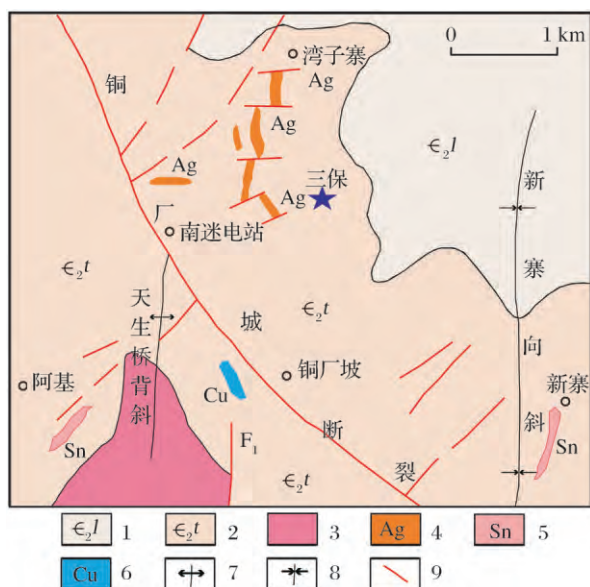 0 1 km
湾子寨
铜厂城断裂
Ag
Ag
Ag
Ag
三保
南迷电站
∈₂l
∈₂t
∈₂t
∈₂t
新寨向斜
天生桥背斜
阿基
Sn
Cu
铜厂坡
F₁
新寨
Sn
∈₂l 1
∈₂t 2
3
Ag 4
Sn 5
Cu 6
7
8
9